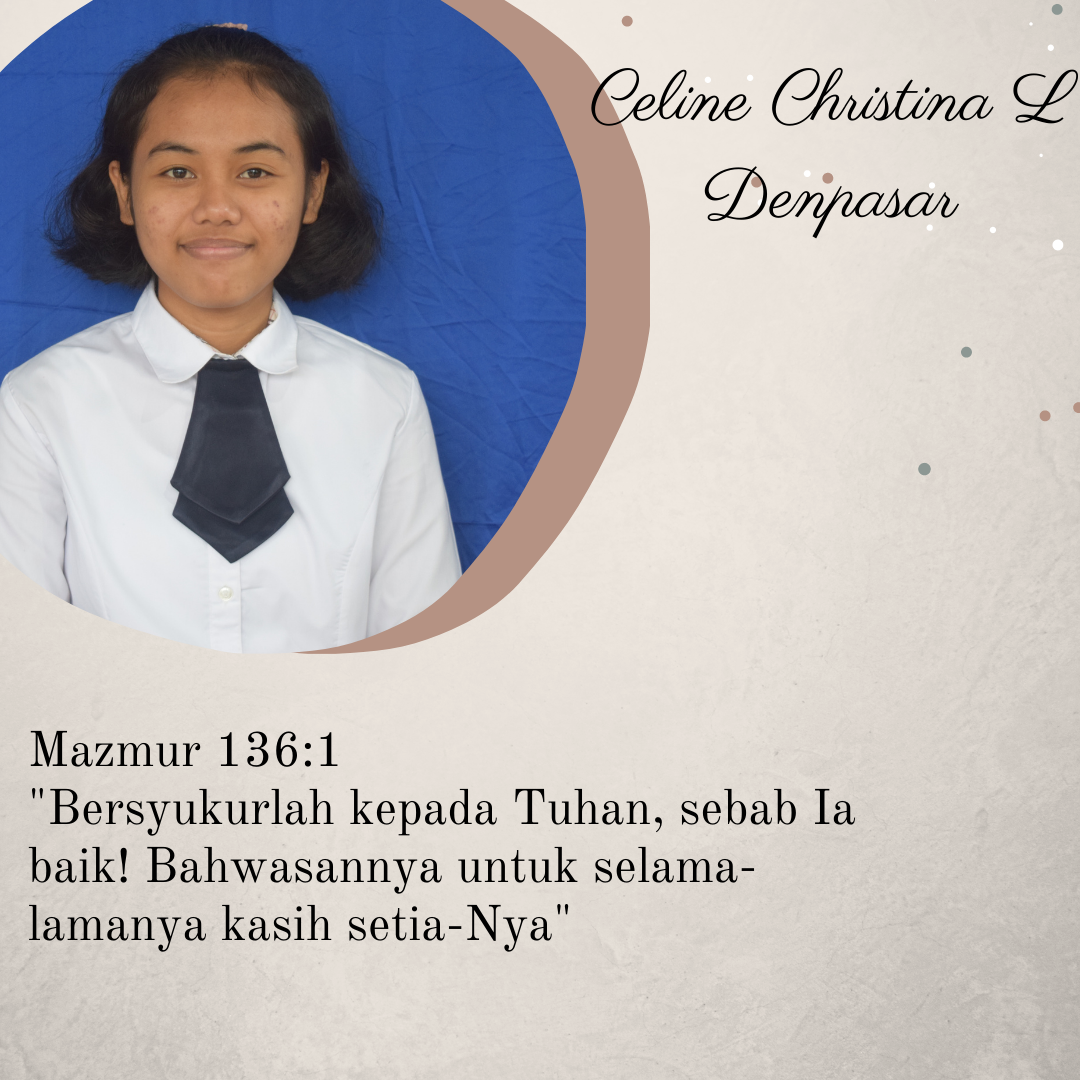 Celine Christina L
Denpasar
Mazmur 136:1
"Bersyukurlah kepada Tuhan, sebab Ia
baik! Bahwasannya untuk selama-
lamanya kasih setia-Nya"